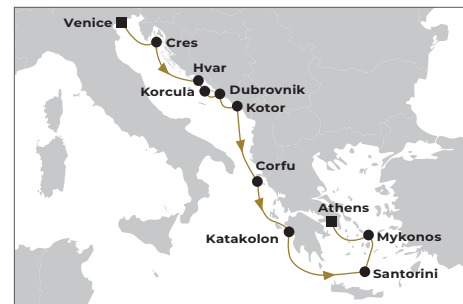 Venice
Cres
Hvar
Korcula
Dubrovnik
Kotor
Corfu
Athens
Katakolon
Mykonos
Santorini